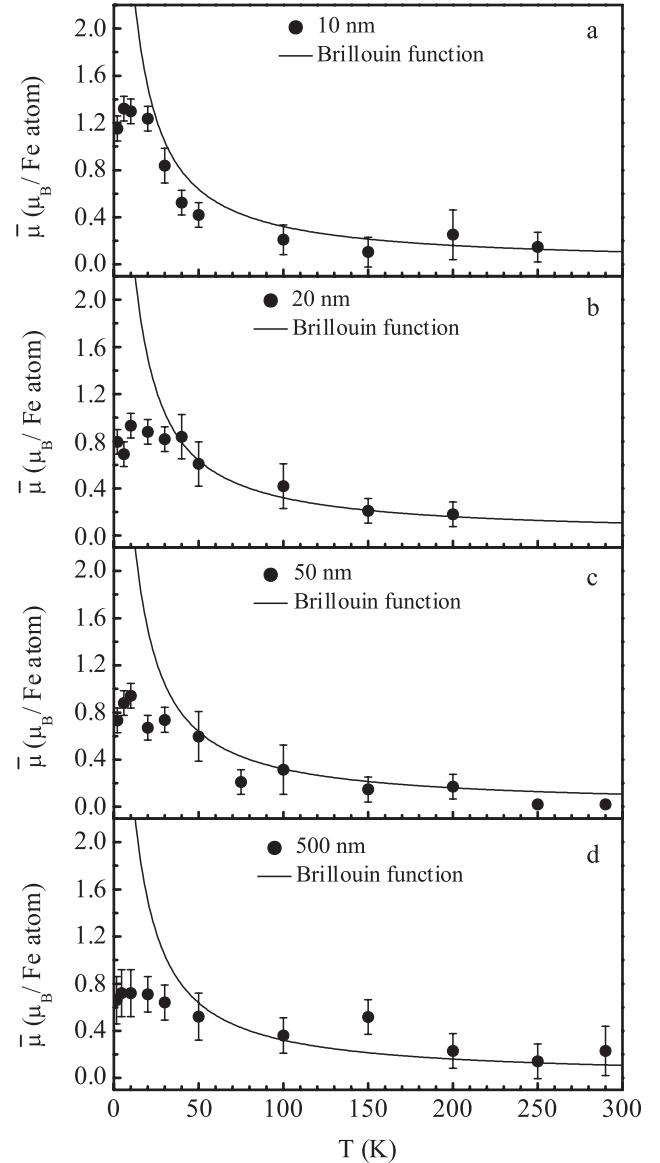 2.0
1.6
1.2
0.8
0.4
0.0
μ̄ (μB/ Fe atom)
10 nm
Brillouin function
a
2.0
1.6
1.2
0.8
0.4
0.0
μ̄ (μB/ Fe atom)
20 nm
Brillouin function
b
2.0
1.6
1.2
0.8
0.4
0.0
μ̄ (μB/ Fe atom)
50 nm
Brillouin function
c
2.0
1.6
1.2
0.8
0.4
0.0
μ̄ (μB/ Fe atom)
500 nm
Brillouin function
d
0 50 100 150 200 250 300
T (K)